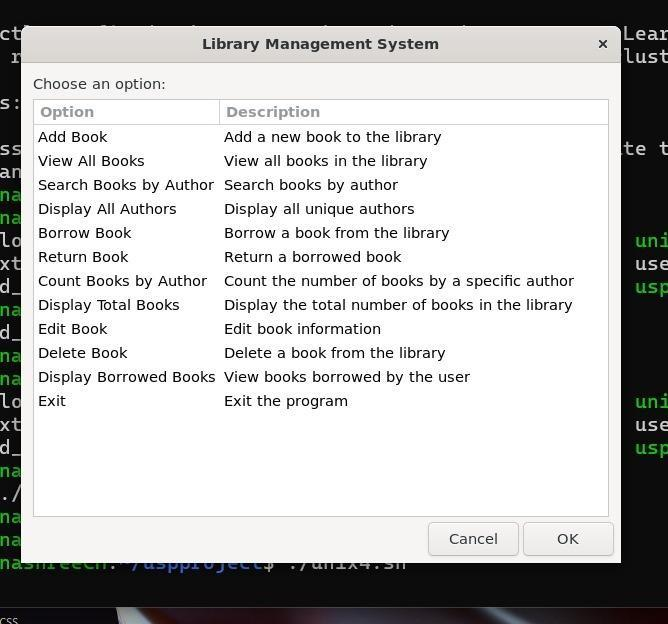 Library Management System
×
Choose an option:
Option Description
Add Book Add a new book to the library
View All Books View all books in the library
Search Books by Author Search books by author
Display All Authors Display all unique authors
Borrow Book Borrow a book from the library
Return Book Return a borrowed book
Count Books by Author Count the number of books by a specific author
Display Total Books Display the total number of books in the library
Edit Book Edit book information
Delete Book Delete a book from the library
Display Borrowed Books View books borrowed by the user
Exit Exit the program
Cancel OK
$ ./unix4.sh
css